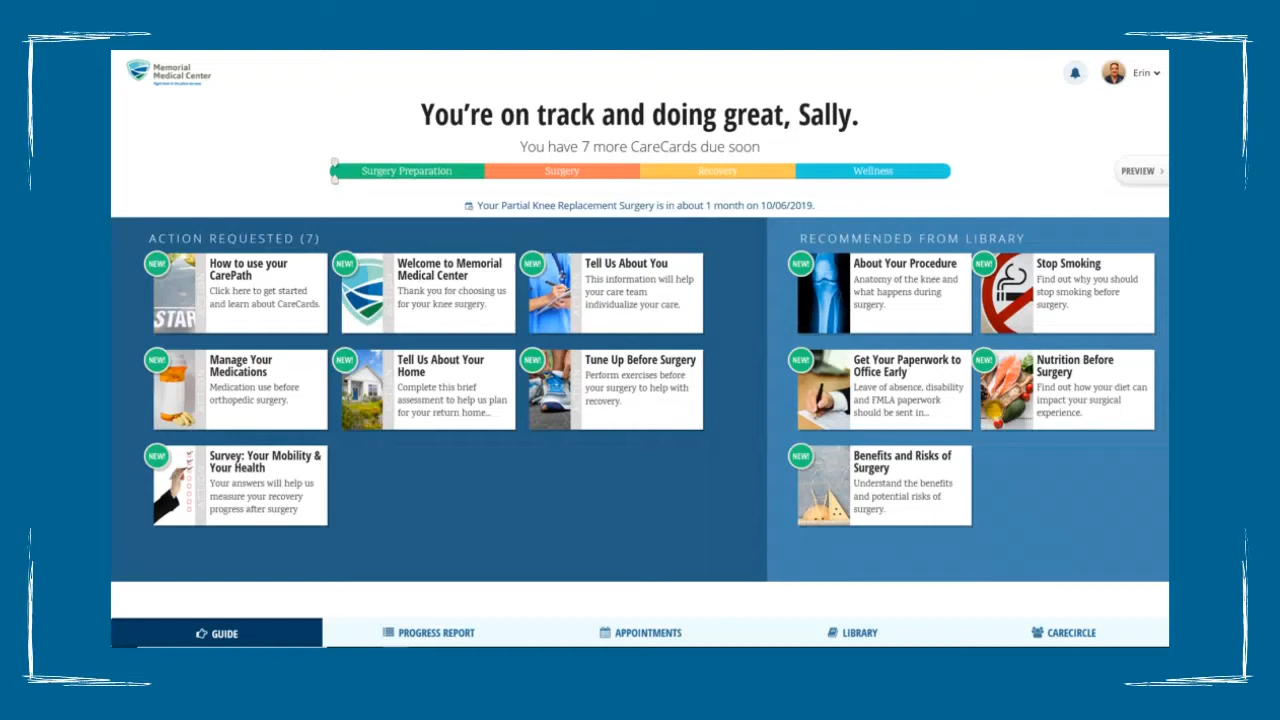 Memorial
Medical Center
Erin
You're on track and doing great, Sally.
You have 7 more CareCards due soon
Surgery Preparation
Surgery
Recovery
Wellness
PREVIEW
Your Partial Knee Replacement Surgery is in about 1 month on 10/06/2019.
ACTION REQUESTED (7)
NEW!
How to use your
CarePath
Click here to get started
and learn about CareCards.
START
NEW!
Welcome to Memorial
Medical Center
Thank you for choosing us
for your knee surgery.
NEW!
Tell Us About You
This information will help
your care team
individualize your care.
NEW!
Manage Your
Medications
Medication use before
orthopedic surgery.
NEW!
Tell Us About Your
Home
Complete this brief
assessment to help us plan
for your return home...
NEW!
Tune Up Before Surgery
Perform exercises before
your surgery to help with
recovery.
NEW!
Survey: Your Mobility &
Your Health
Your answers will help us
measure your recovery
progress after surgery
RECOMMENDED FROM LIBRARY
NEW!
About Your Procedure
Anatomy of the knee and
what happens during
surgery.
NEW!
Stop Smoking
Find out why you should
stop smoking before
surgery.
NEW!
Get Your Paperwork to
Office Early
Leave of absence, disability
and FMLA paperwork
should be sent in...
NEW!
Nutrition Before
Surgery
Find out how your diet can
impact your surgical
experience.
NEW!
Benefits and Risks of
Surgery
Understand the benefits
and potential risks of
surgery.
GUIDE
PROGRESS REPORT
APPOINTMENTS
LIBRARY
CARECIRCLE